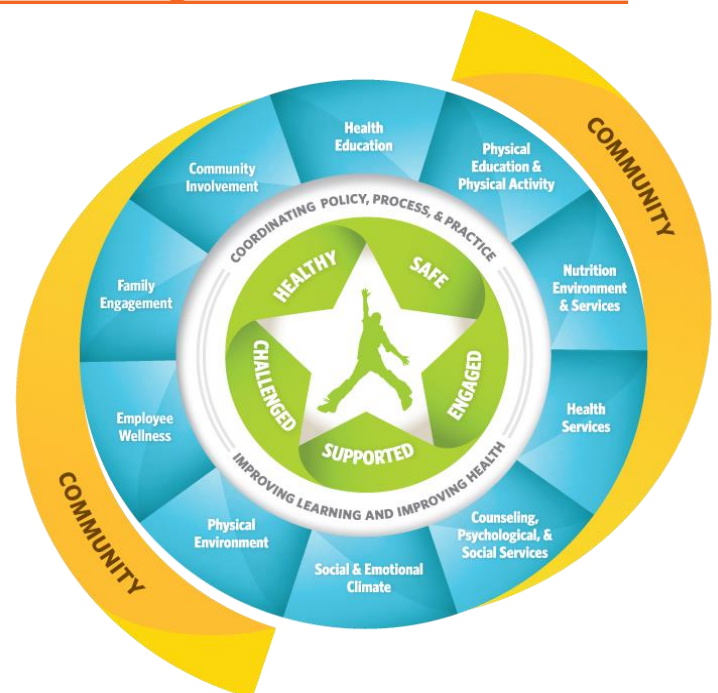 COMMUNITY
Health
Education
Physical
Education &
Physical Activity
Nutrition
Environment
& Services
Health
Services
Counseling,
Psychological, &
Social Services
Social & Emotional
Climate
Physical
Environment
Employee
Wellness
Family
Engagement
Community
Involvement
COORDINATING POLICY, PROCESS, & PRACTICE
HEALTHY
SAFE
ENGAGED
SUPPORTED
CHALLENGED
IMPROVING LEARNING AND IMPROVING HEALTH
COMMUNITY